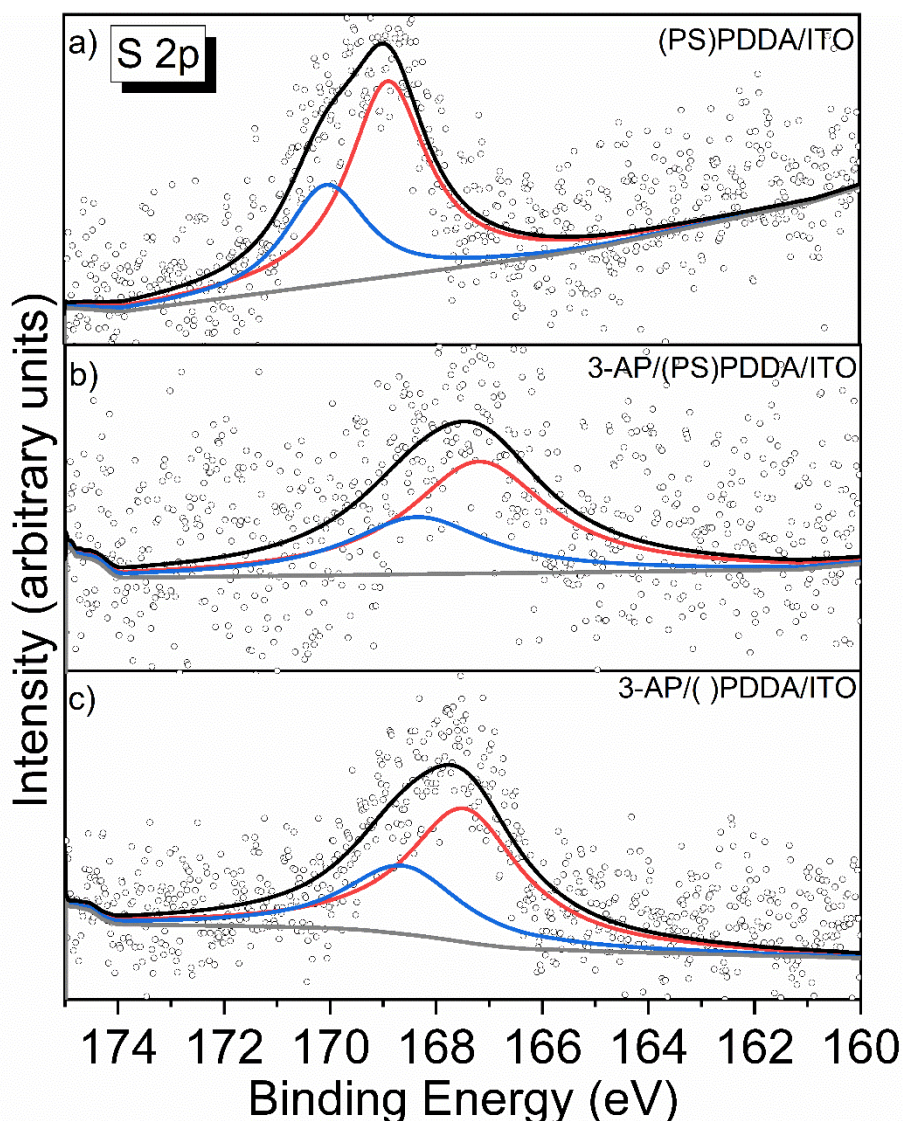 a)
S 2p
(PS)PDDA/ITO
b)
3-AP/(PS)PDDA/ITO
c)
3-AP/( )PDDA/ITO
Intensity (arbitrary units)
174 172 170 168 166 164 162 160
Binding Energy (eV)